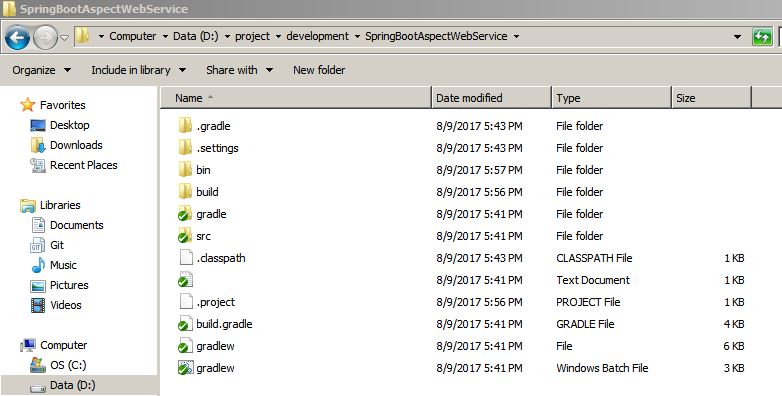 SpringBootAspectWebService
Computer Data (D:) project development SpringBootAspectWebService
Organize Include in library Share with New folder
Favorites
Desktop
Downloads
Recent Places
Libraries
Documents
Git
Music
Pictures
Videos
Computer
OS (C:)
Data (D:)
Name Date modified Type Size
.gradle 8/9/2017 5:43 PM File folder
.settings 8/9/2017 5:43 PM File folder
bin 8/9/2017 5:57 PM File folder
build 8/9/2017 5:56 PM File folder
gradle 8/9/2017 5:41 PM File folder
src 8/9/2017 5:41 PM File folder
.classpath 8/9/2017 5:43 PM CLASSPATH File 1 KB
8/9/2017 5:41 PM Text Document 1 KB
.project 8/9/2017 5:56 PM PROJECT File 1 KB
build.gradle 8/9/2017 5:41 PM GRADLE File 4 KB
gradlew 8/9/2017 5:41 PM File 6 KB
gradlew 8/9/2017 5:41 PM Windows Batch File 3 KB